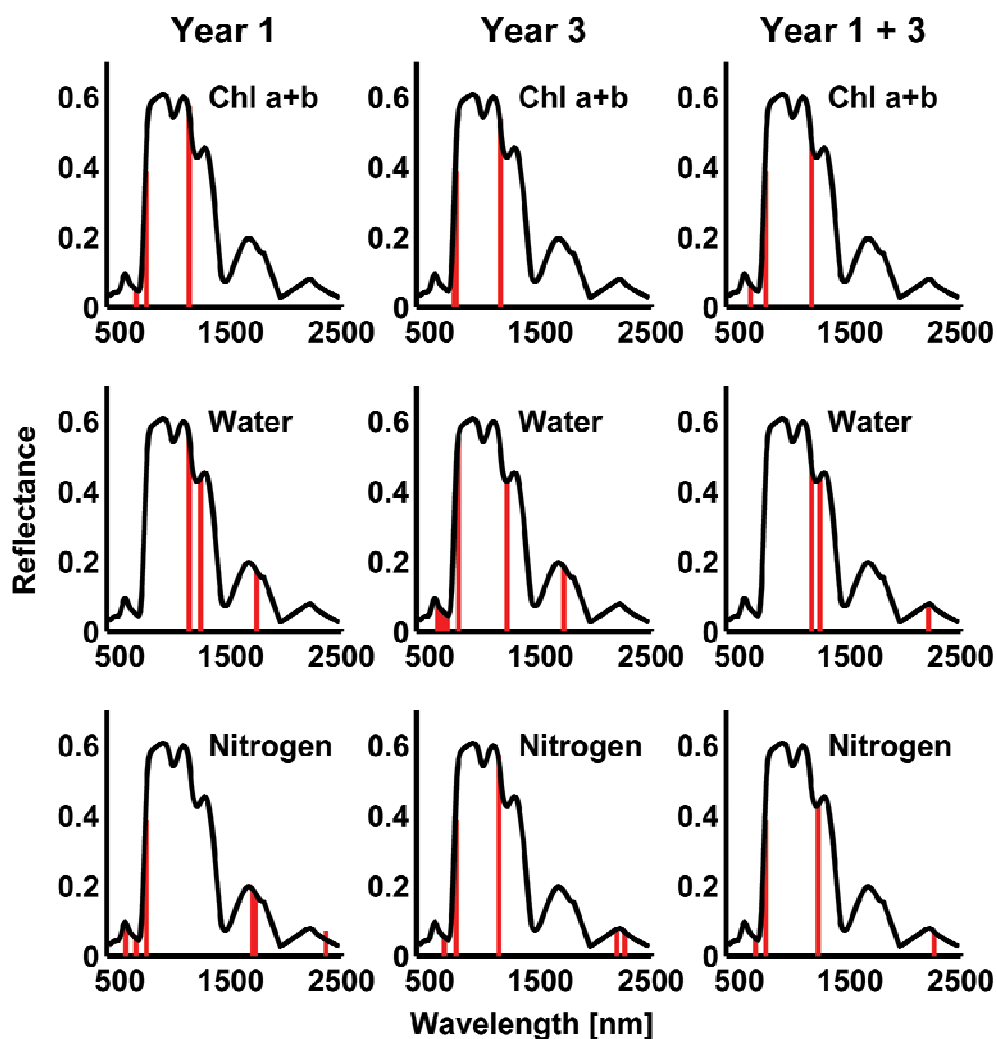 Year 1 Year 3 Year 1 + 3
0.6 Chl a+b 0.6 Chl a+b 0.6 Chl a+b
0.4 0.4 0.4
0.2 0.2 0.2
0 0 0
500 1500 2500 500 1500 2500 500 1500 2500
Reflectance
0.6 Water 0.6 Water 0.6 Water
0.4 0.4 0.4
0.2 0.2 0.2
0 0 0
500 1500 2500 500 1500 2500 500 1500 2500
0.6 Nitrogen 0.6 Nitrogen 0.6 Nitrogen
0.4 0.4 0.4
0.2 0.2 0.2
0 0 0
500 1500 2500 500 1500 2500 500 1500 2500
Wavelength [nm]